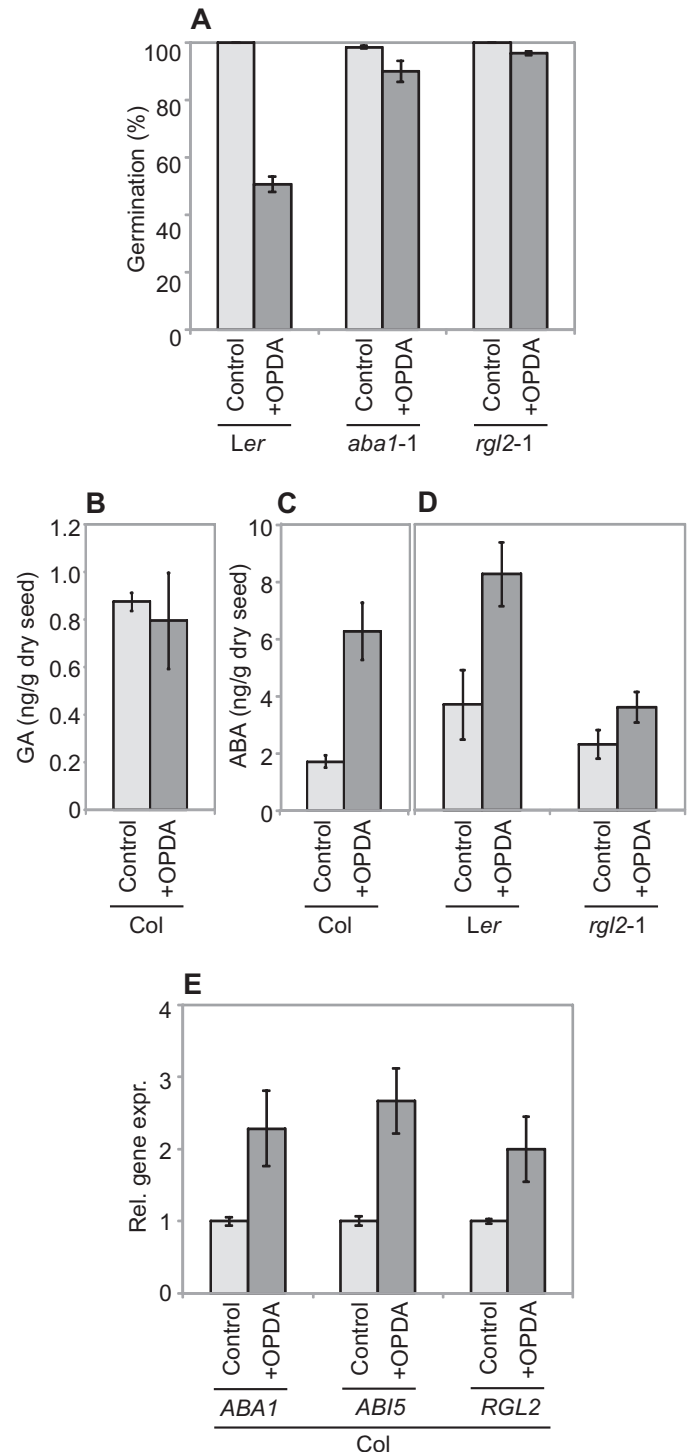 A
Germination (%)
100
80
60
40
20
0
Control
+OPDA
Control
+OPDA
Control
+OPDA
Ler
aba1-1
rgl2-1
B
C
D
GA (ng/g dry seed)
1.2
1.0
0.8
0.6
0.4
0.2
0
Control
+OPDA
Col
ABA (ng/g dry seed)
10
8
6
4
2
0
Control
+OPDA
Col
Control
+OPDA
Control
+OPDA
Ler
rgl2-1
E
Rel. gene expr.
4
3
2
1
0
Control
+OPDA
Control
+OPDA
Control
+OPDA
ABA1
ABI5
RGL2
Col